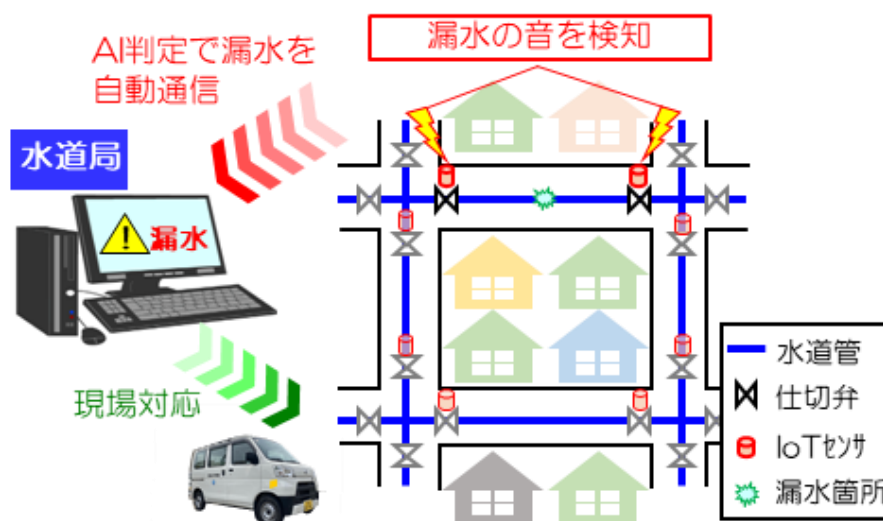 漏水の音を検知
AI判定で漏水を
自動通信
水道局
漏水
現場対応
水道管
仕切弁
IoTセンサ
漏水箇所